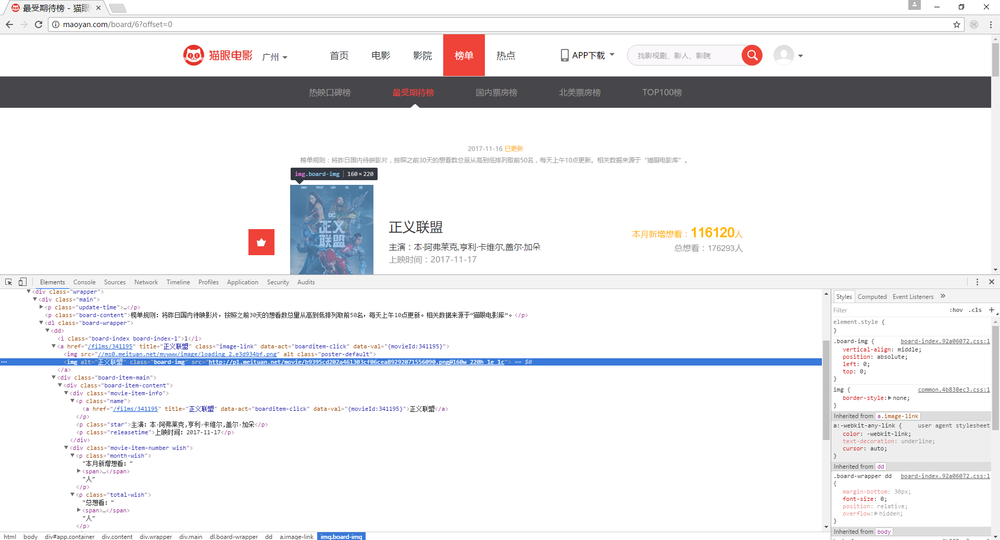 最受期待榜 - 猫眼
maoyan.com/board/6?offset=0
猫眼电影 广州 首页 电影 影院 榜单 热点 APP下载 找影视剧、影人、影院
热映口碑榜 最受期待榜 国内票房榜 北美票房榜 TOP100榜
2017-11-16 已更新
榜单规则：将昨日国内待映影片，按照之前30天的想看数总量从高到低排列取前50名，每天上午10点更新。相关数据来源于“猫眼电影库”。
img.board-img 160 × 220
DC
正义
联盟
正义联盟
本月新增想看：116120人
主演：本·阿弗莱克,亨利·卡维尔,盖尔·加朵
总想看：176293人
上映时间：2017-11-17
Elements Console Sources Network Timeline Profiles Application Security Audits
<div class="wrapper">
<div class="main">
<p class="update-time">…</p>
<p class="board-content">榜单规则：将昨日国内待映影片，按照之前30天的想看数总量从高到低排列取前50名，每天上午10点更新。相关数据来源于“猫眼电影库”。</p>
<dl class="board-wrapper">
<dd>
<i class="board-index board-index-1">1</i>
<a href="/films/341195" title="正义联盟" class="image-link" data-act="boarditem-click" data-val="{movieId:341195}">
<img src="//ms0.meituan.net/mywww/image/loading_2.e3d934bf.png" alt class="poster-default">
... <img alt="正义联盟" class="board-img" src="http://p1.meituan.net/movie/b9395cd202a461303cf06cea89292071556090.png@160w_220h_1e_1c"> == $0
</a>
<div class="board-item-main">
<div class="board-item-content">
<div class="movie-item-info">
<p class="name">
<a href="/films/341195" title="正义联盟" data-act="boarditem-click" data-val="{movieId:341195}">正义联盟</a>
</p>
<p class="star">主演：本·阿弗莱克,亨利·卡维尔,盖尔·加朵</p>
<p class="releasetime">上映时间：2017-11-17</p>
</div>
<div class="movie-item-number wish">
<p class="month-wish">
"本月新增想看："
<span>…</span>
"人"
</p>
<p class="total-wish">
"总想看："
<span>…</span>
"人"
</p>
html body div#app.container div.content div.wrapper div.main dl.board-wrapper dd a.image-link img.board-img
Styles Computed Event Listeners »
Filter :hov .cls +
element.style {
}
.board-img { board-index.92a06072.css:1
vertical-align: middle;
position: absolute;
left: 0;
top: 0;
}
img { common.4b838ec3.css:1
border-style: none;
}
Inherited from a.image-link
a:-webkit-any-link { user agent stylesheet
color: -webkit-link;
text-decoration: underline;
cursor: auto;
}
Inherited from dd
.board-wrapper dd board-index.92a06072.css:1
{
margin-bottom: 30px;
font-size: 0;
position: relative;
overflow: hidden;
}
Inherited from body